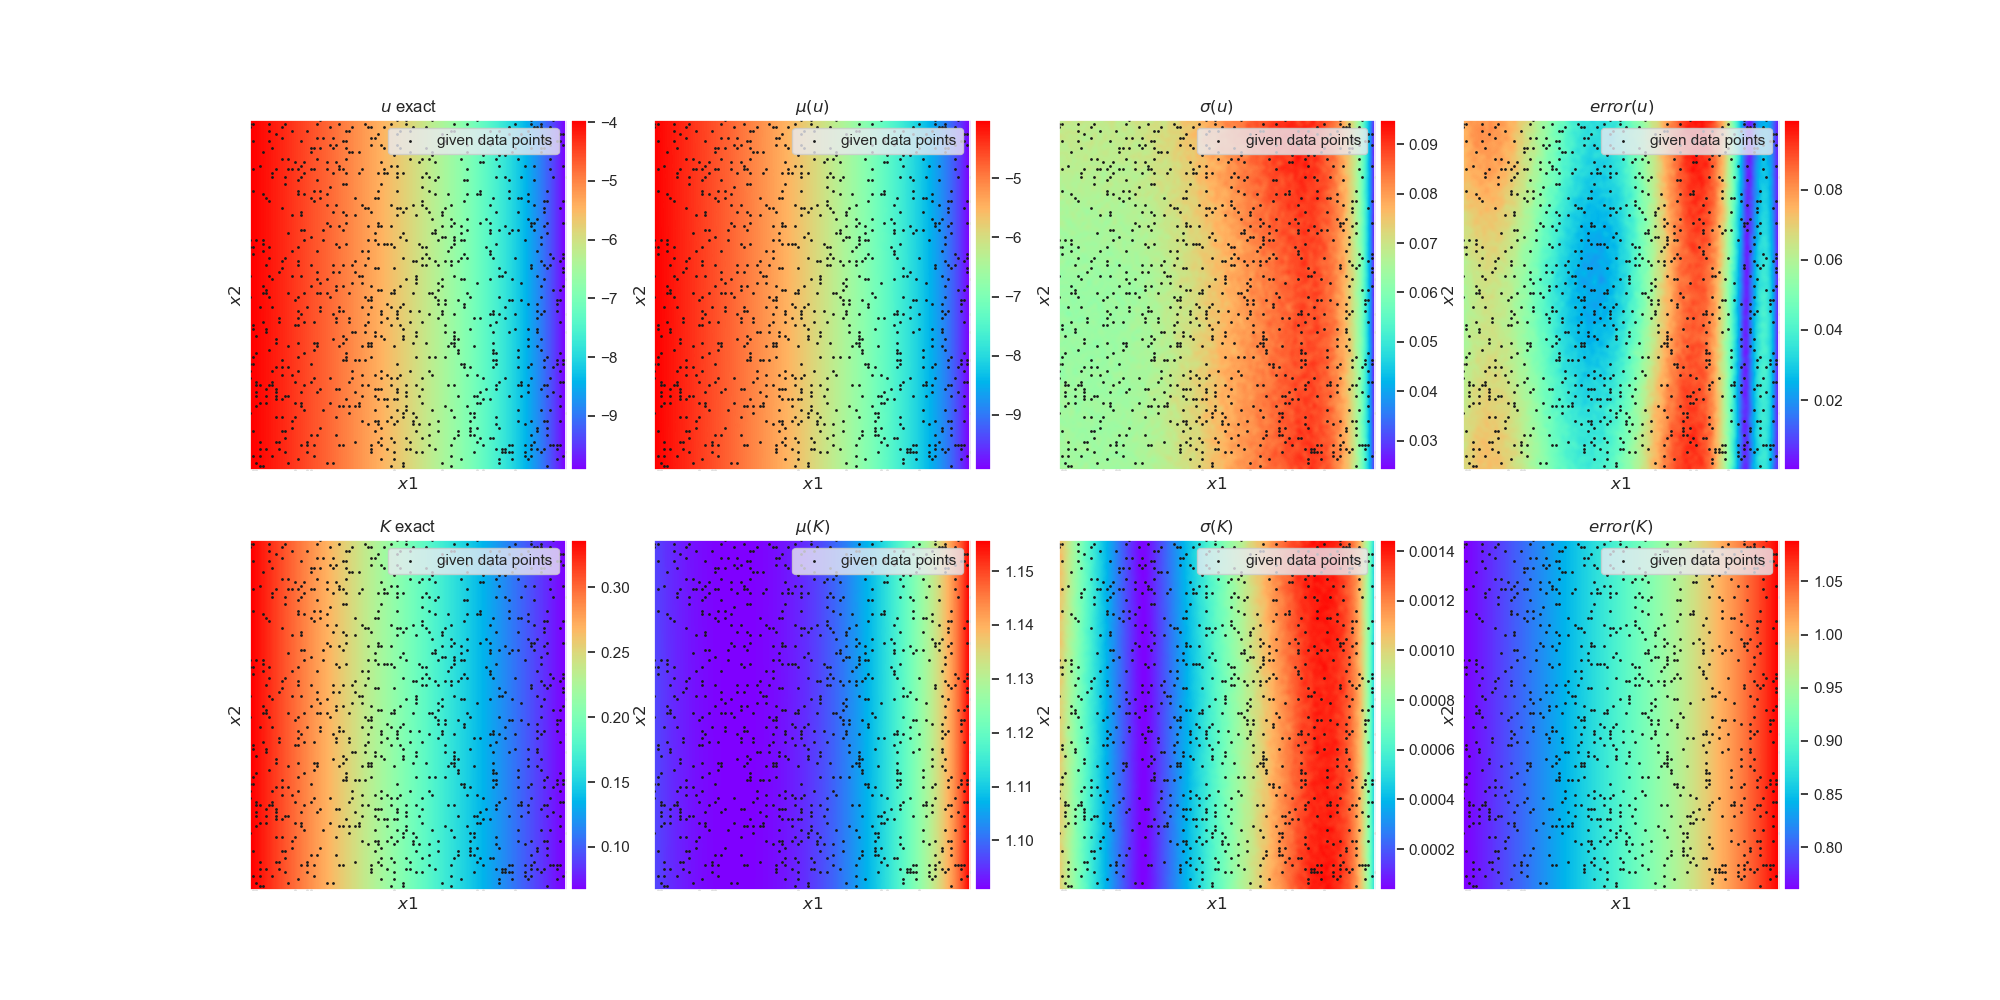 u exact
given data points
x2
x1
−4
−5
−6
−7
−8
−9
μ(u)
given data points
x2
x1
−5
−6
−7
−8
−9
σ(u)
given data points
x2
x1
0.09
0.08
0.07
0.06
0.05
0.04
0.03
error(u)
given data points
x2
x1
0.08
0.06
0.04
0.02
K exact
given data points
x2
x1
0.30
0.25
0.20
0.15
0.10
μ(K)
given data points
x2
x1
1.15
1.14
1.13
1.12
1.11
1.10
σ(K)
given data points
x2
x1
0.0014
0.0012
0.0010
0.0008
0.0006
0.0004
0.0002
error(K)
given data points
x2
x1
1.05
1.00
0.95
0.90
0.85
0.80